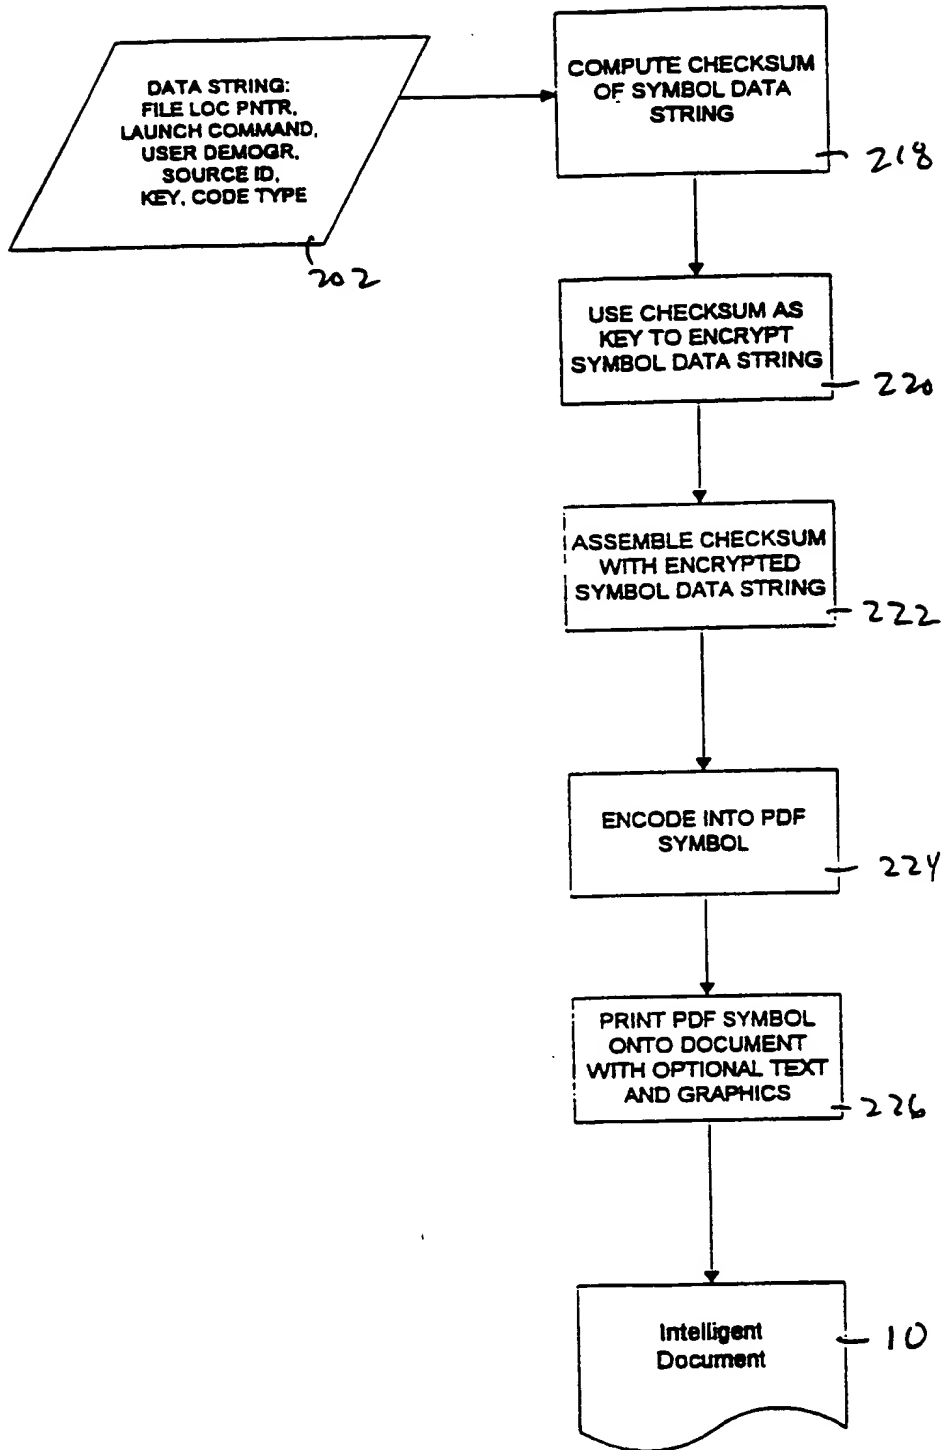 DATA STRING:
FILE LOC PNTR,
LAUNCH COMMAND,
USER DEMOGR,
SOURCE ID,
KEY, CODE TYPE
202
COMPUTE CHECKSUM
OF SYMBOL DATA
STRING
218
USE CHECKSUM AS
KEY TO ENCRYPT
SYMBOL DATA STRING
220
ASSEMBLE CHECKSUM
WITH ENCRYPTED
SYMBOL DATA STRING
222
ENCODE INTO PDF
SYMBOL
224
PRINT PDF SYMBOL
ONTO DOCUMENT
WITH OPTIONAL TEXT
AND GRAPHICS
226
Intelligent
Document
10